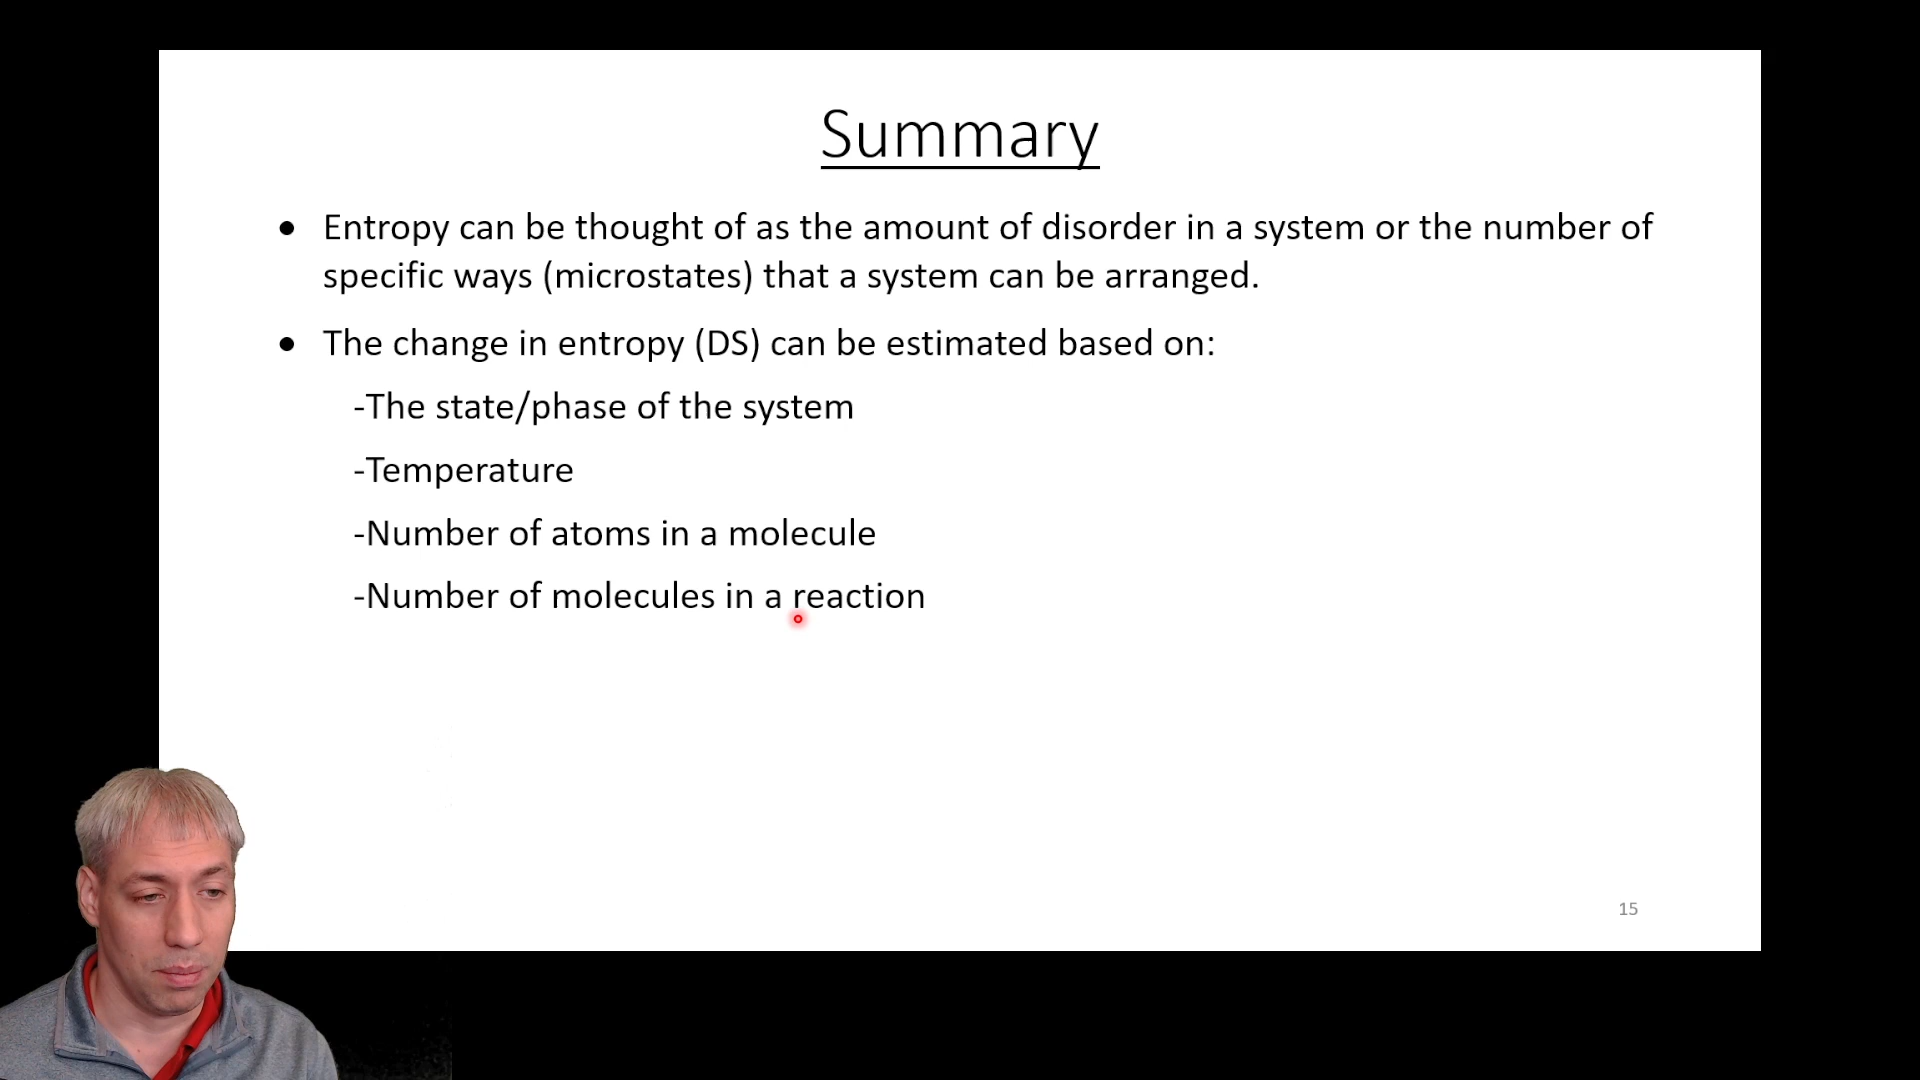 Summary
• Entropy can be thought of as the amount of disorder in a system or the number of
specific ways (microstates) that a system can be arranged.
• The change in entropy (DS) can be estimated based on:
-The state/phase of the system
-Temperature
-Number of atoms in a molecule
-Number of molecules in a reaction
15